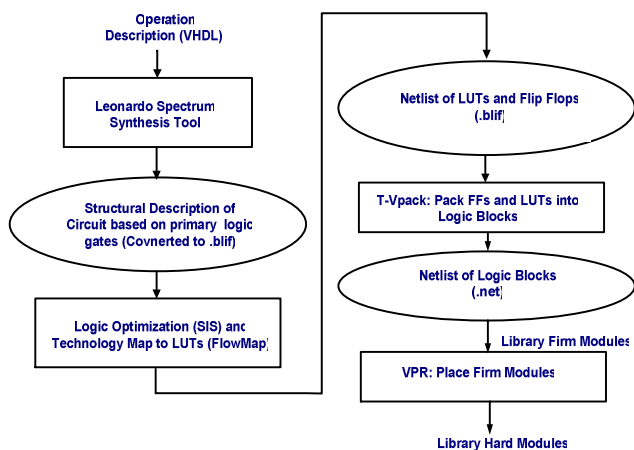 Operation
Description (VHDL)
Leonardo Spectrum
Synthesis Tool
Structural Description of
Circuit based on primary logic
gates (Covnerted to .blif)
Logic Optimization (SIS) and
Technology Map to LUTs (FlowMap)
Netlist of LUTs and Flip Flops
(.blif)
T-Vpack: Pack FFs and LUTs into
Logic Blocks
Netlist of Logic Blocks
(.net)
Library Firm Modules
VPR: Place Firm Modules
Library Hard Modules